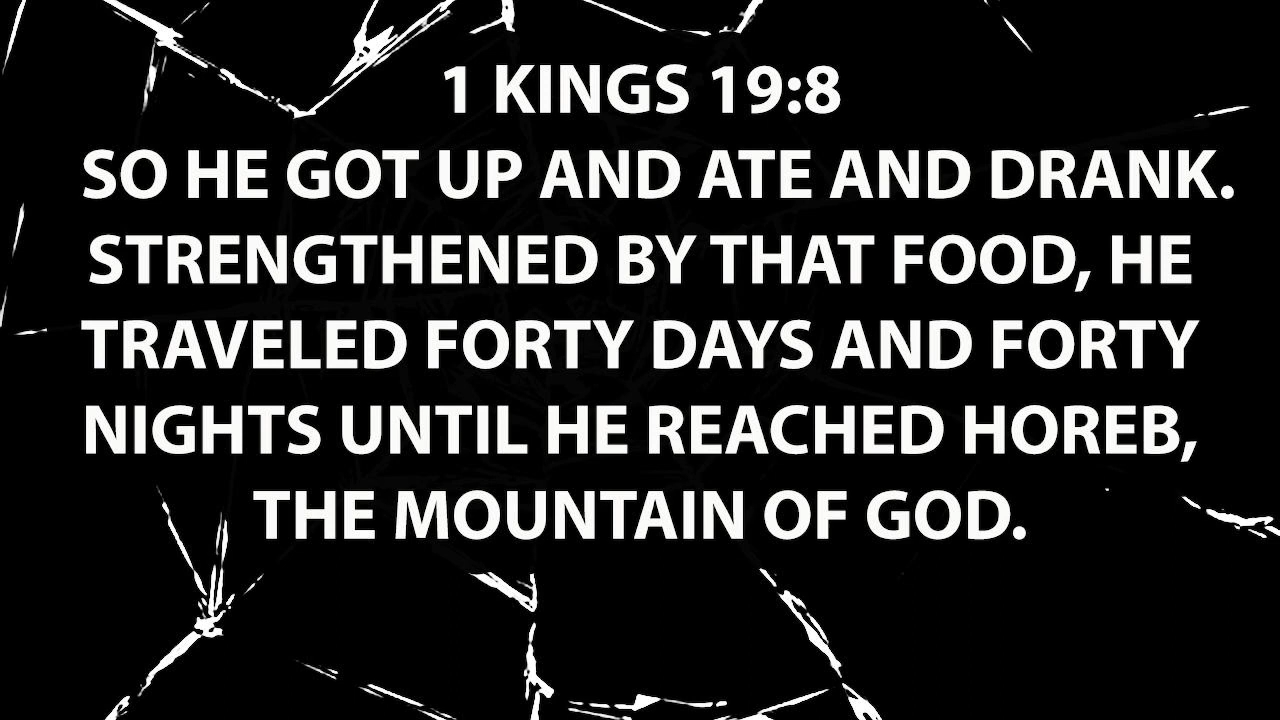 1 KINGS 19:8
SO HE GOT UP AND ATE AND DRANK.
STRENGTHENED BY THAT FOOD, HE
TRAVELED FORTY DAYS AND FORTY
NIGHTS UNTIL HE REACHED HOREB,
THE MOUNTAIN OF GOD.